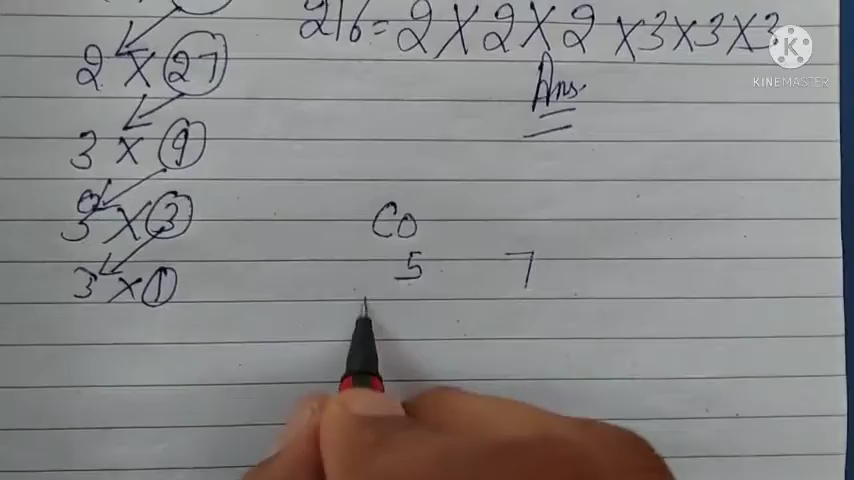 216 = 2 X 2 X 2 X 3 X 3 X 3
Ans.
2 X 27
3 X 9
3 X 3
3 X 1
Co
5 7
KINEMASTER